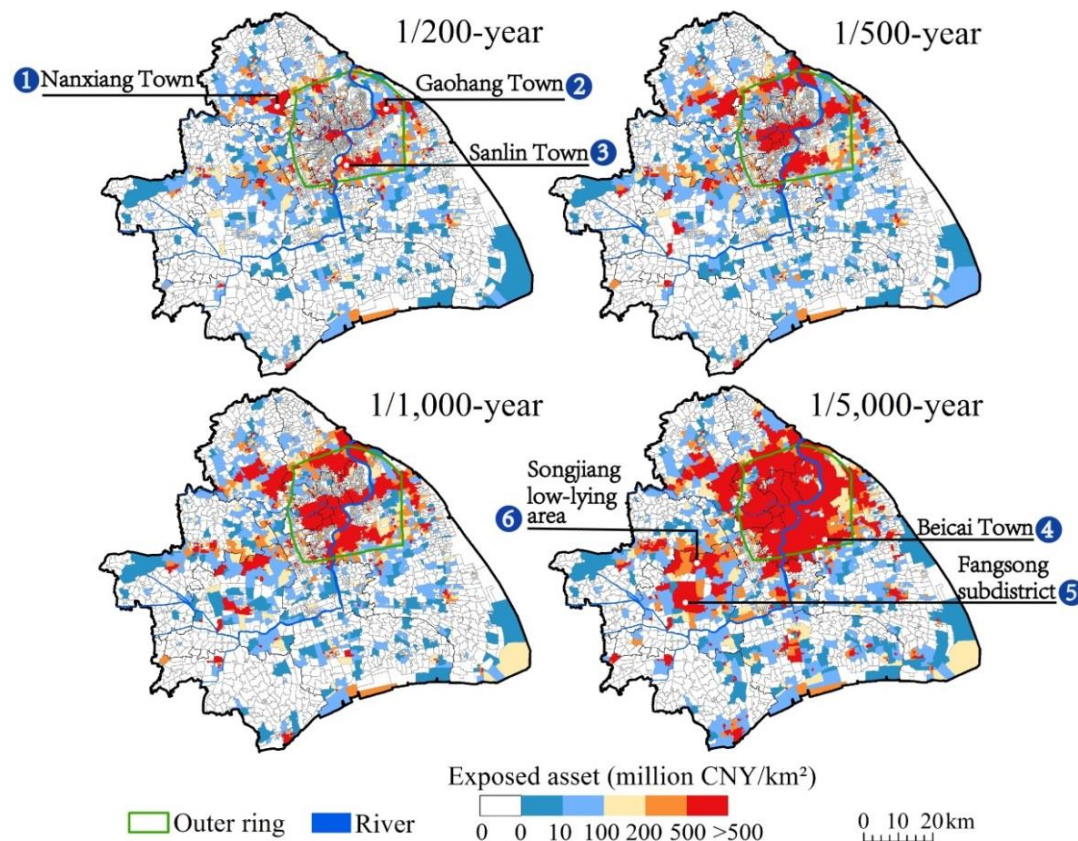 1/200-year
1/500-year
1 Nanxiang Town
Gaohang Town 2
Sanlin Town 3
1/1,000-year
1/5,000-year
Songjiang
low-lying
area
6
Beicai Town 4
Fangsong
subdistrict
5
Exposed asset (million CNY/km²)
Outer ring
River
0 0 10 100 200 500 >500
0 10 20 km